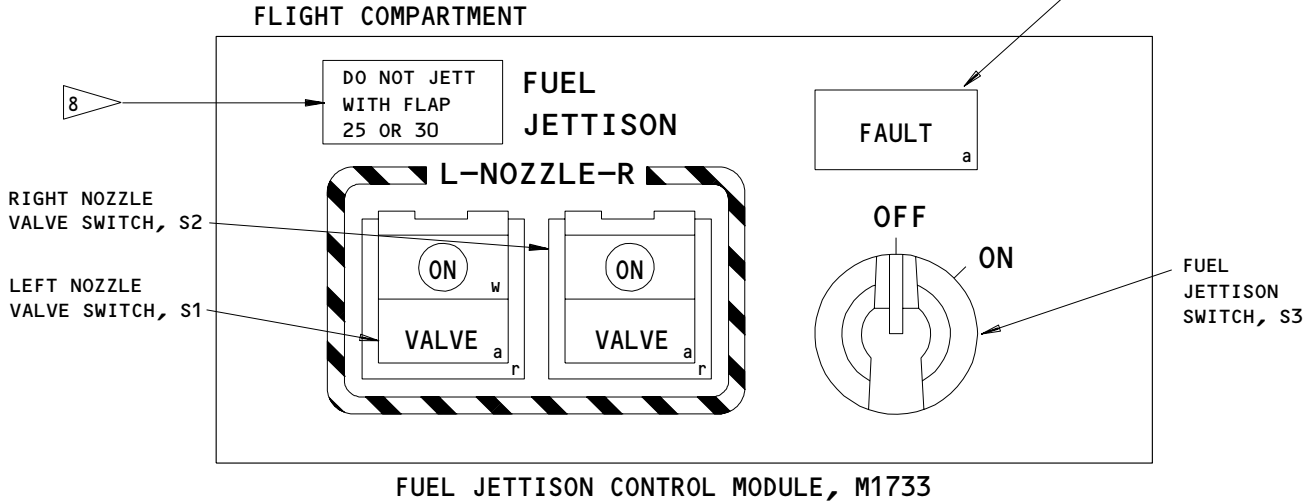 FLIGHT COMPARTMENT
8
DO NOT JETT
WITH FLAP
25 OR 30
FUEL
JETTISON
FAULT
a
L-NOZZLE-R
RIGHT NOZZLE
VALVE SWITCH, S2
LEFT NOZZLE
VALVE SWITCH, S1
ON
w
VALVE
a
r
ON
VALVE
a
r
OFF
ON
FUEL
JETTISON
SWITCH, S3
FUEL JETTISON CONTROL MODULE, M1733